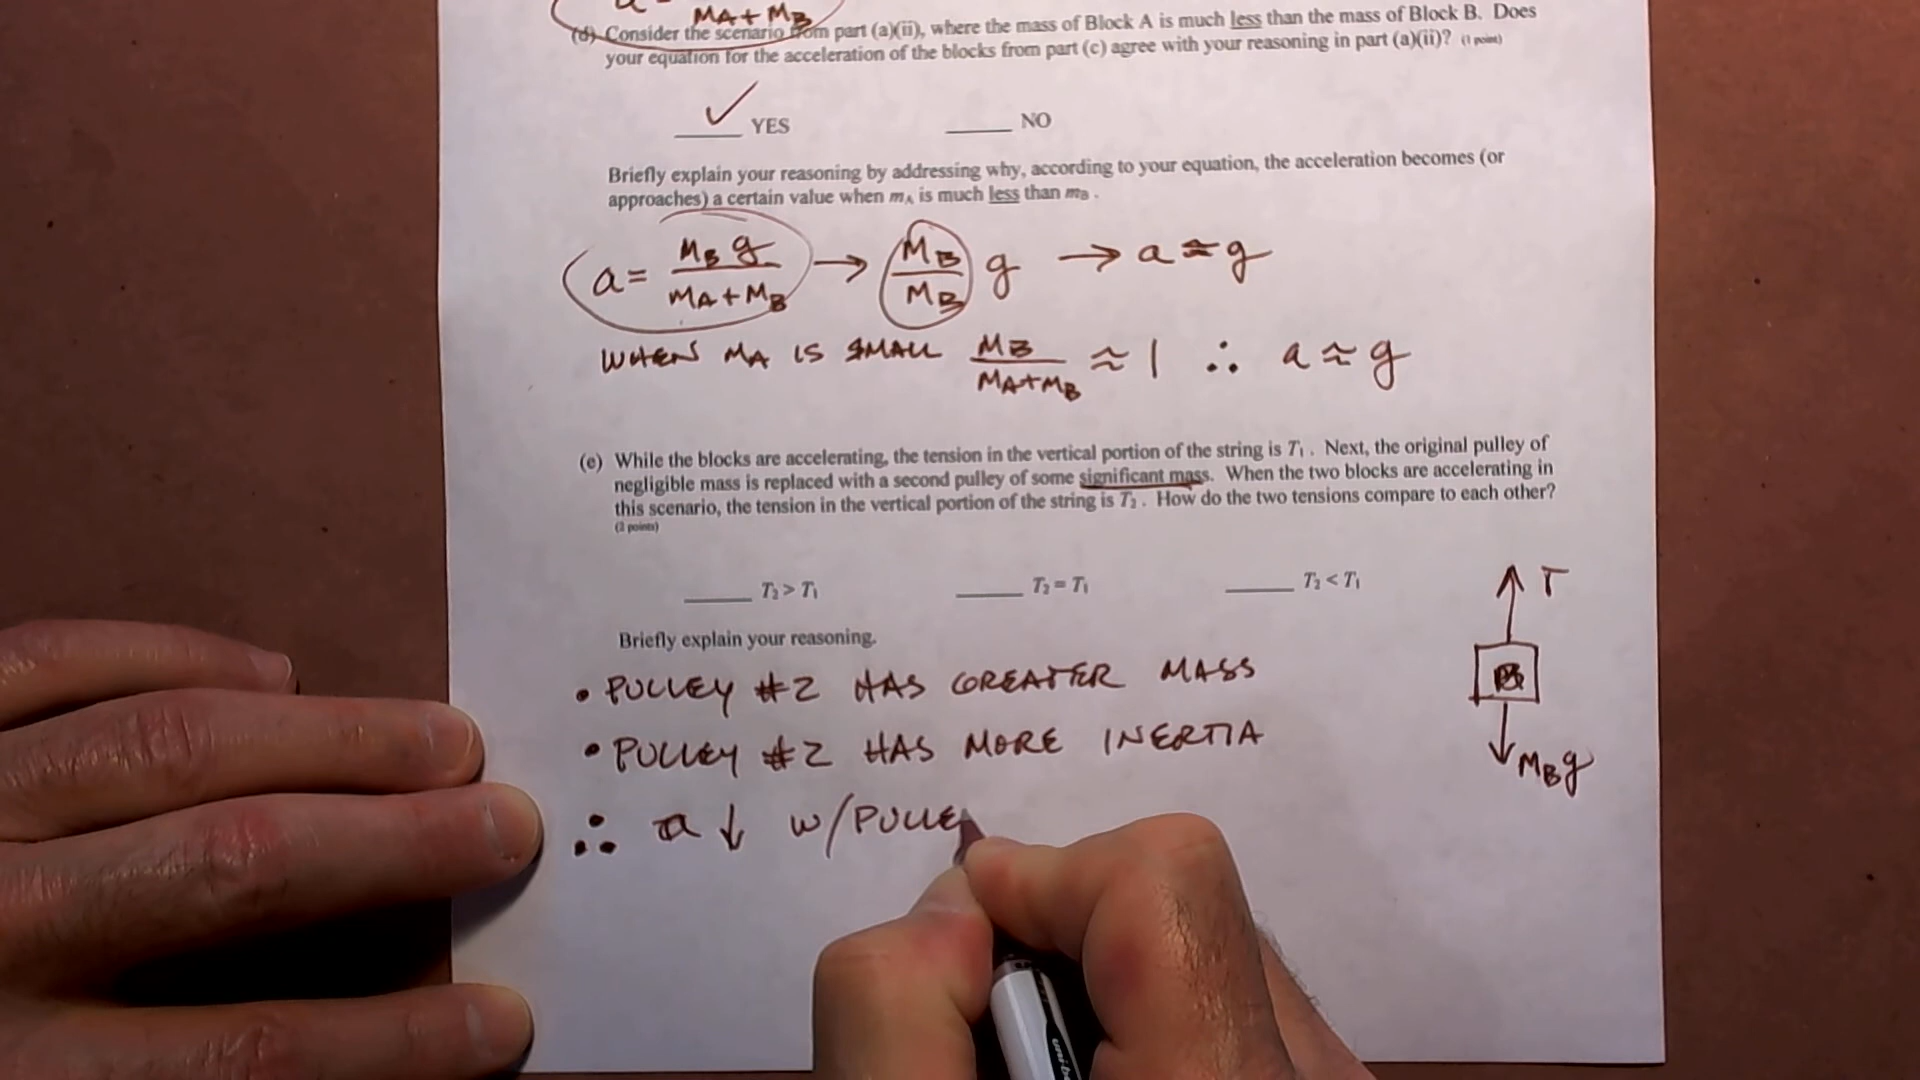 a
MA + MB
(d) Consider the scenario from part (a)(ii), where the mass of Block A is much less than the mass of Block B. Does
your equation for the acceleration of the blocks from part (c) agree with your reasoning in part (a)(ii)? (1 point)
✓ YES NO
Briefly explain your reasoning by addressing why, according to your equation, the acceleration becomes (or
approaches) a certain value when mA is much less than mB .
a = MB g / MA + MB → MB / MB g → a ≈ g
WHEN MA IS SMALL MB / MA+MB ≈ 1 ∴ a ≈ g
(e) While the blocks are accelerating, the tension in the vertical portion of the string is T1 . Next, the original pulley of
negligible mass is replaced with a second pulley of some significant mass. When the two blocks are accelerating in
this scenario, the tension in the vertical portion of the string is T2 . How do the two tensions compare to each other?
(2 points)
T2 > T1 T2 = T1 T2 < T1
T
Briefly explain your reasoning.
• PULLEY #2 HAS GREATER MASS
B
• PULLEY #2 HAS MORE INERTIA
MBg
∴ a ↓ W/PULLE